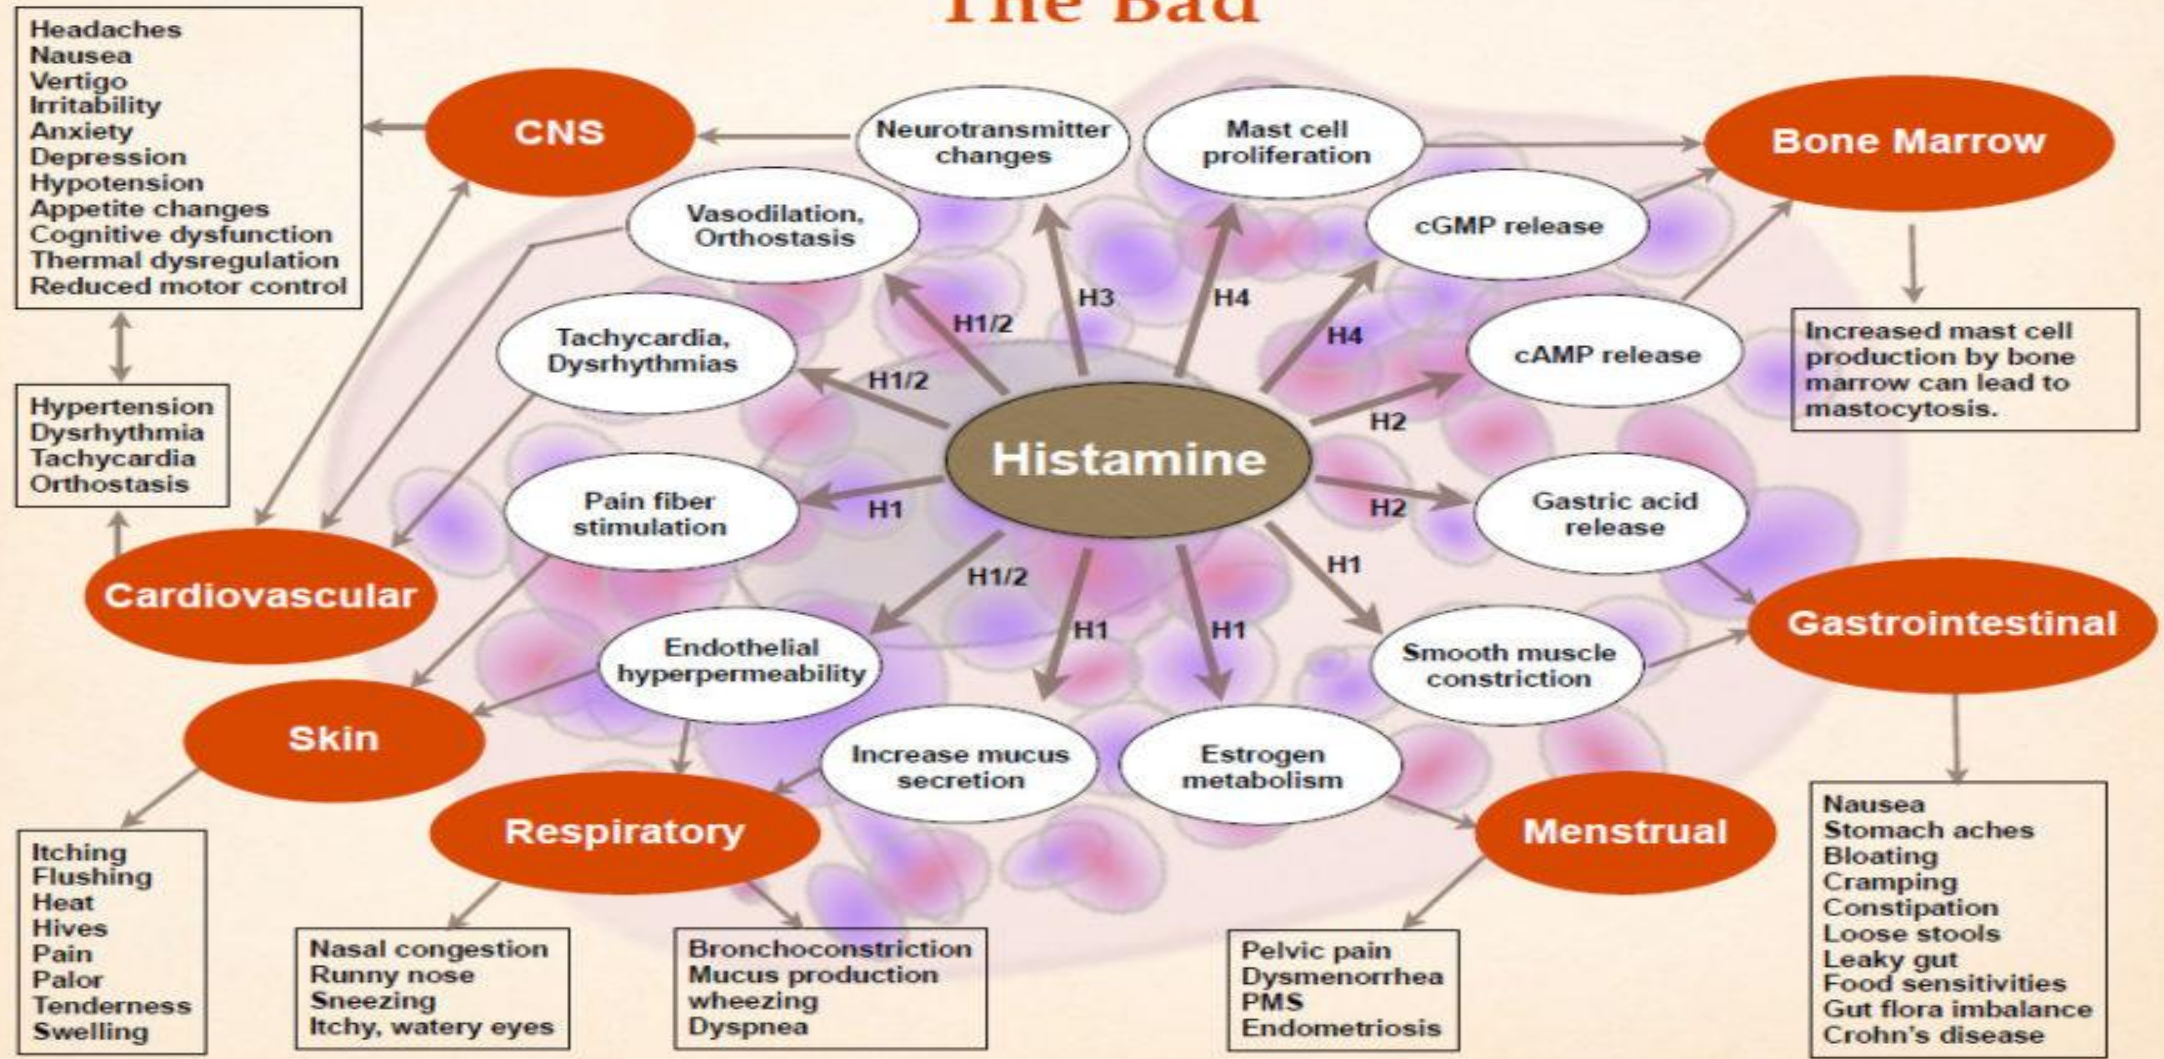 The Bad
Headaches
Nausea
Vertigo
Irritability
Anxiety
Depression
Hypotension
Appetite changes
Cognitive dysfunction
Thermal dysregulation
Reduced motor control
CNS
Neurotransmitter
changes
Mast cell
proliferation
Bone Marrow
Vasodilation,
Orthostasis
cGMP release
H3
H4
H1/2
H4
Tachycardia,
Dysrhythmias
cAMP release
Increased mast cell
production by bone
marrow can lead to
mastocytosis.
H1/2
H2
Hypertension
Dysrhythmia
Tachycardia
Orthostasis
Histamine
Pain fiber
stimulation
H1
H2
Gastric acid
release
Cardiovascular
H1/2
H1
H1
H1
Gastrointestinal
Endothelial
hyperpermeability
Smooth muscle
constriction
Skin
Increase mucus
secretion
Estrogen
metabolism
Respiratory
Menstrual
Itching
Flushing
Heat
Hives
Pain
Palor
Tenderness
Swelling
Nasal congestion
Runny nose
Sneezing
Itchy, watery eyes
Bronchoconstriction
Mucus production
wheezing
Dyspnea
Pelvic pain
Dysmenorrhea
PMS
Endometriosis
Nausea
Stomach aches
Bloating
Cramping
Constipation
Loose stools
Leaky gut
Food sensitivities
Gut flora imbalance
Crohn's disease